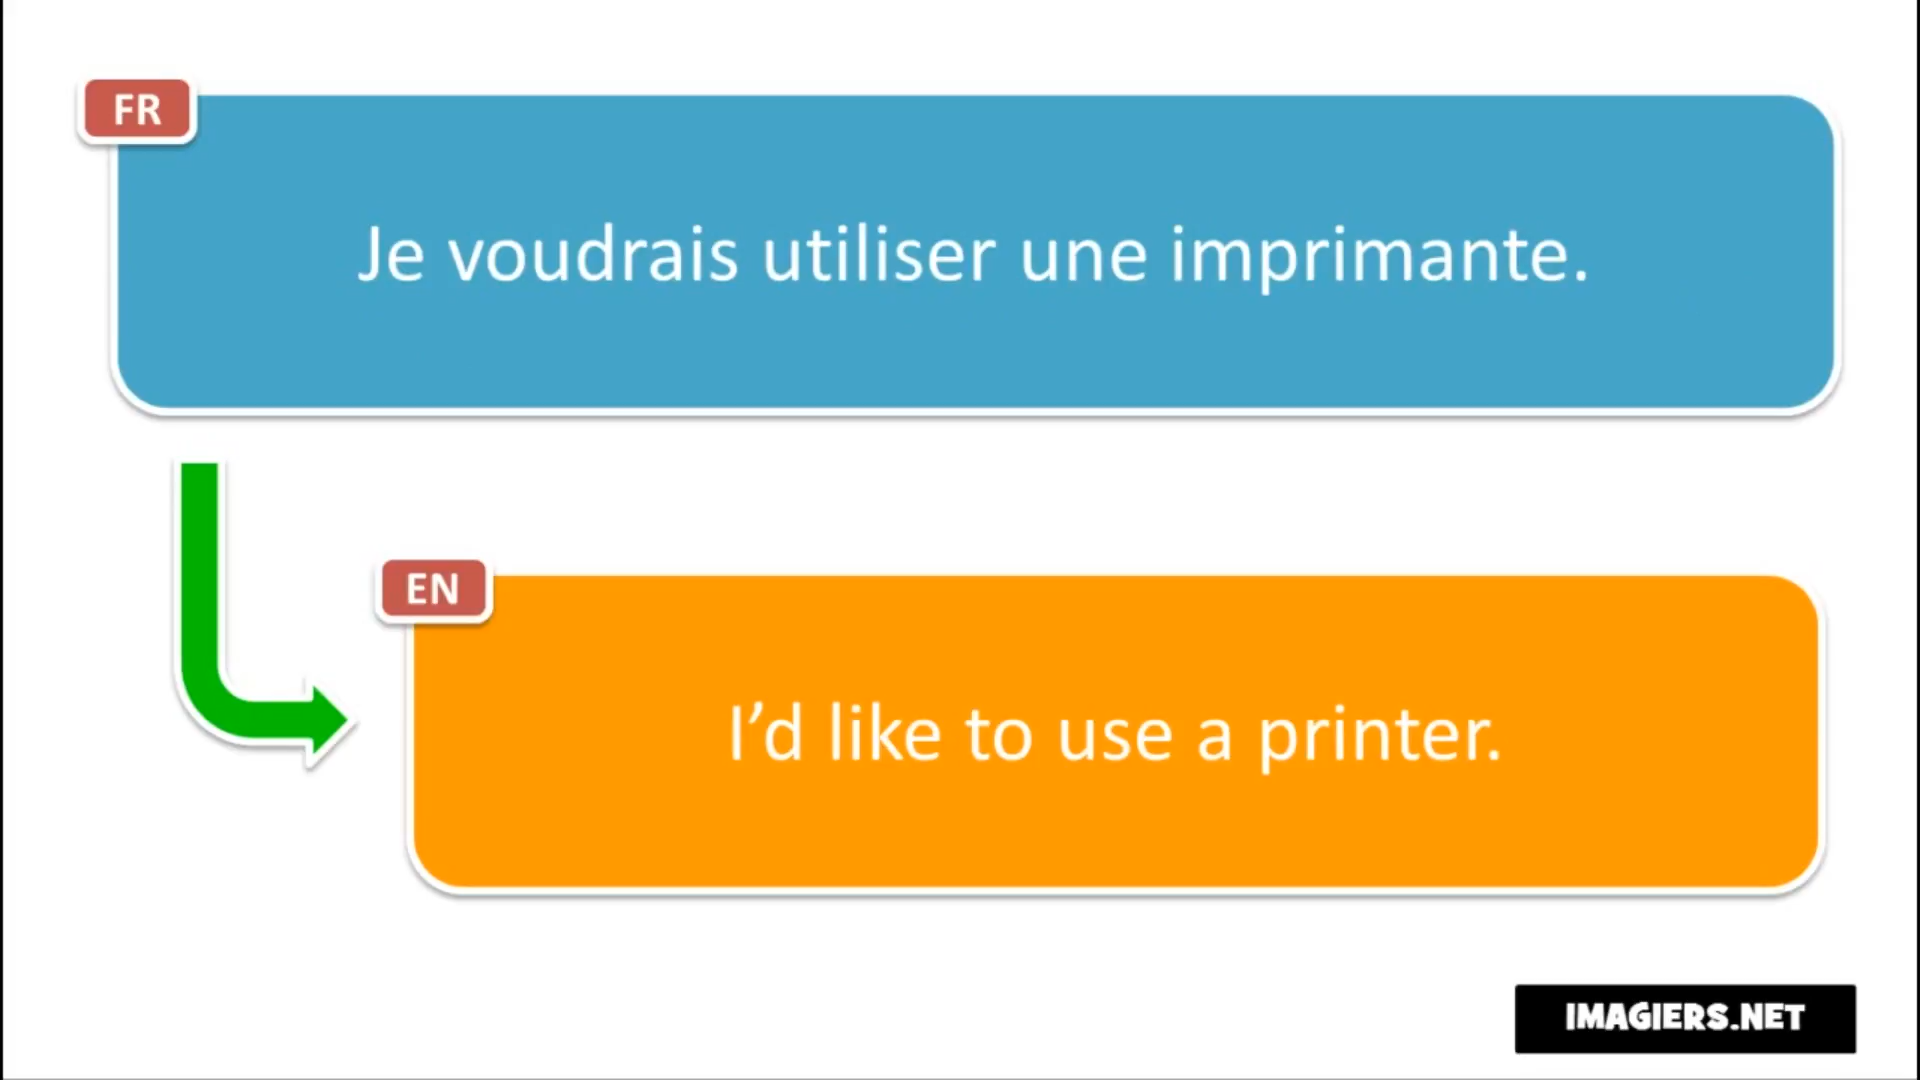 FR
Je voudrais utiliser une imprimante.
EN
I’d like to use a printer.
IMAGIERS.NET